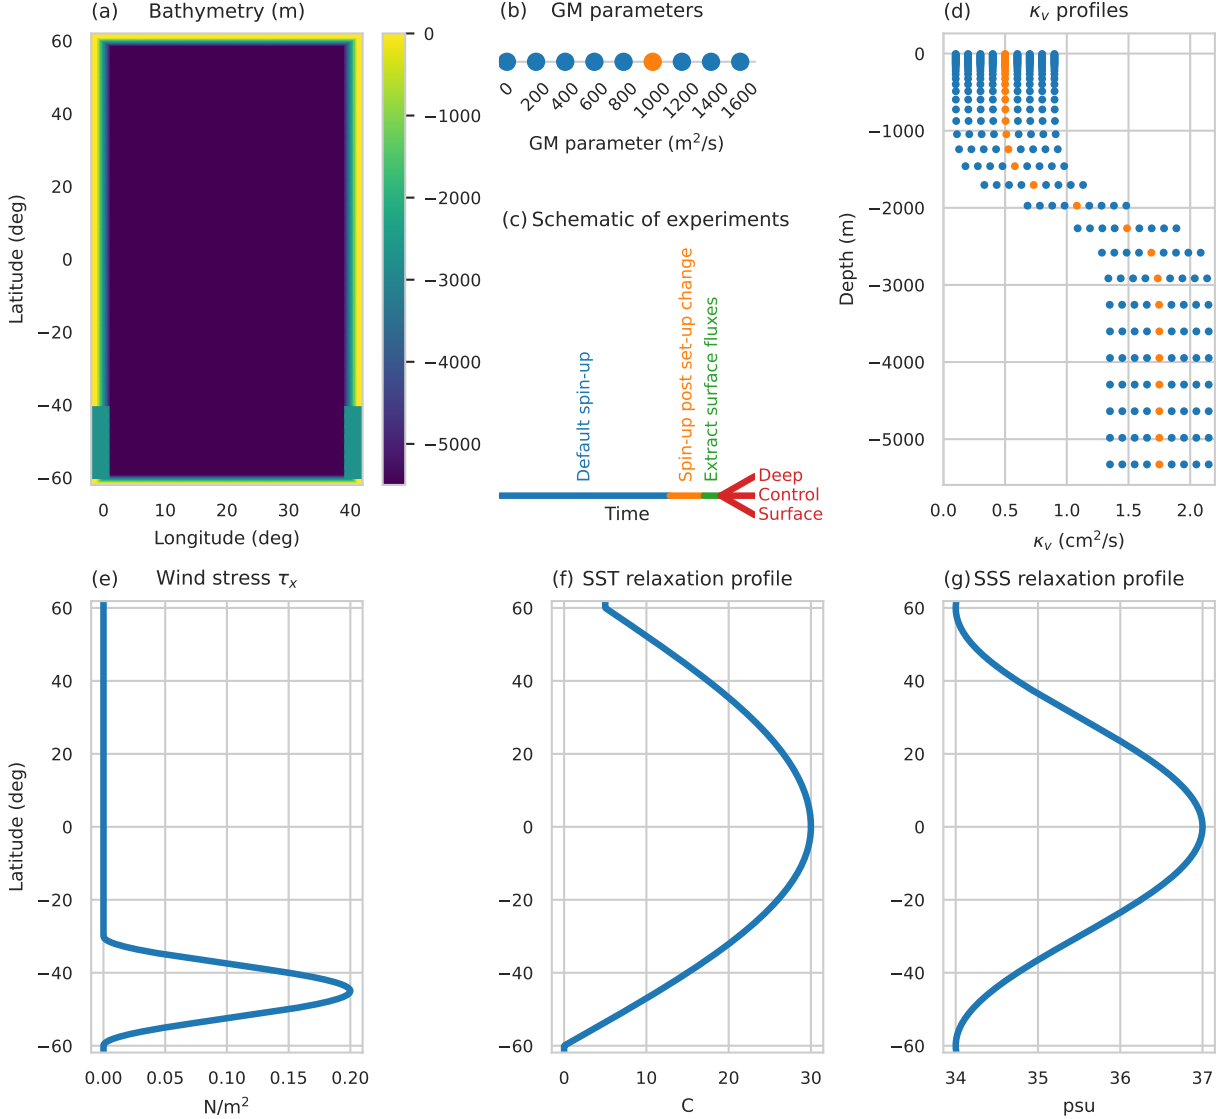 (a) Bathymetry (m)
60
40
20
0
−20
−40
−60
Latitude (deg)
0 10 20 30 40
Longitude (deg)
0
−1000
−2000
−3000
−4000
−5000
(b) GM parameters
0 200 400 600 800 1000 1200 1400 1600
GM parameter (m²/s)
(c) Schematic of experiments
Default spin-up
Spin-up post set-up change
Extract surface fluxes
Deep
Control
Surface
Time
(d) κᵥ profiles
0
−1000
−2000
−3000
−4000
−5000
Depth (m)
0.0 0.5 1.0 1.5 2.0
κᵥ (cm²/s)
(e) Wind stress τₓ
60
40
20
0
−20
−40
−60
Latitude (deg)
0.00 0.05 0.10 0.15 0.20
N/m²
(f) SST relaxation profile
60
40
20
0
−20
−40
−60
0 10 20 30
C
(g) SSS relaxation profile
60
40
20
0
−20
−40
−60
34 35 36 37
psu